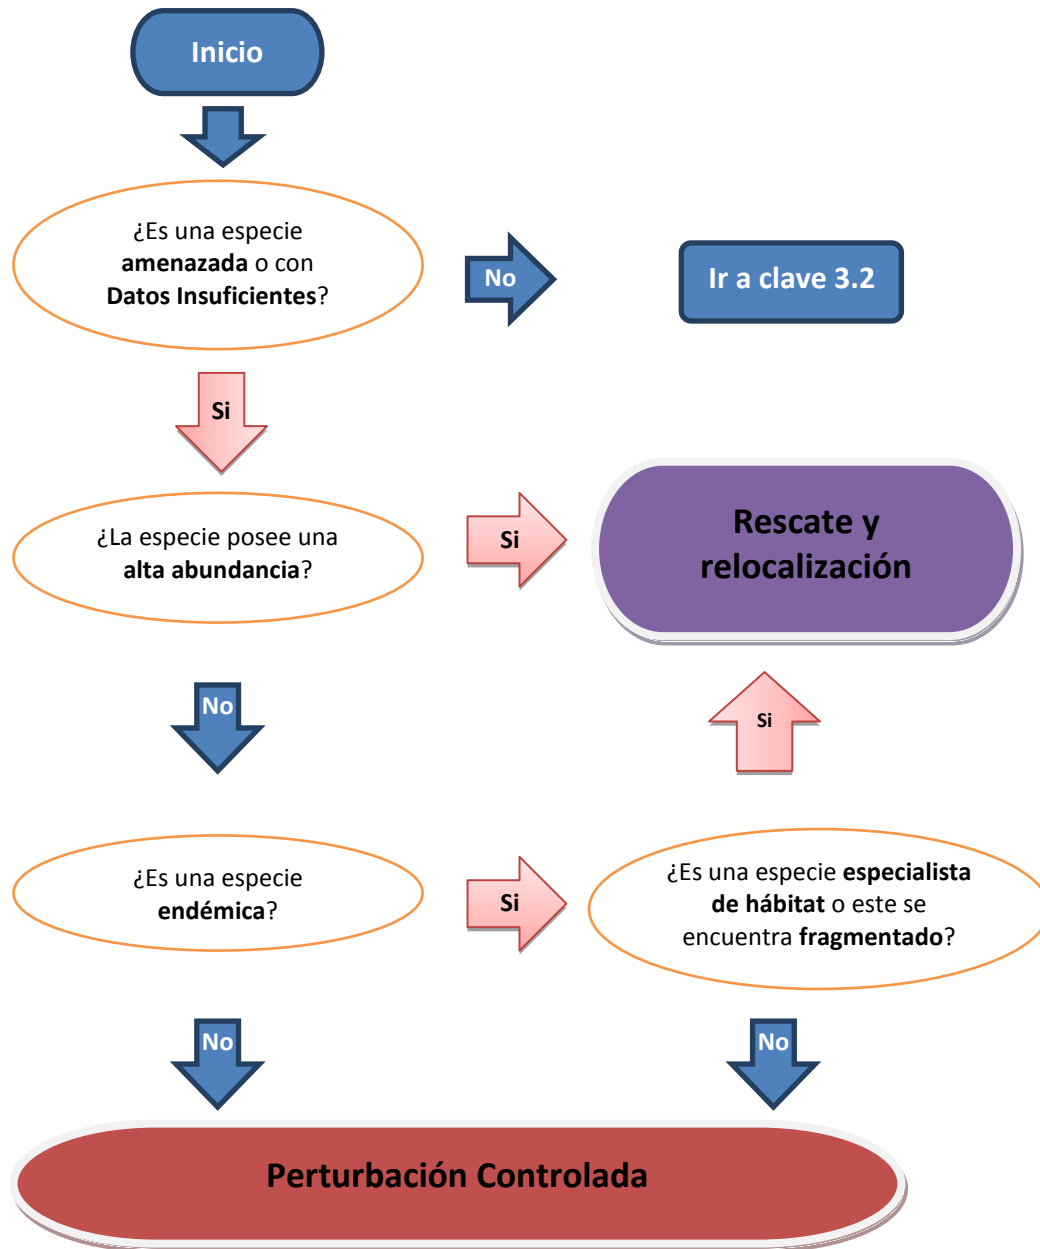 Inicio
¿Es una especie
amenazada o con
Datos Insuficientes?
No
Ir a clave 3.2
Si
¿La especie posee una
alta abundancia?
Si
Rescate y
relocalización
No
Si
¿Es una especie
endémica?
Si
¿Es una especie especialista
de hábitat o este se
encuentra fragmentado?
No
No
Perturbación Controlada